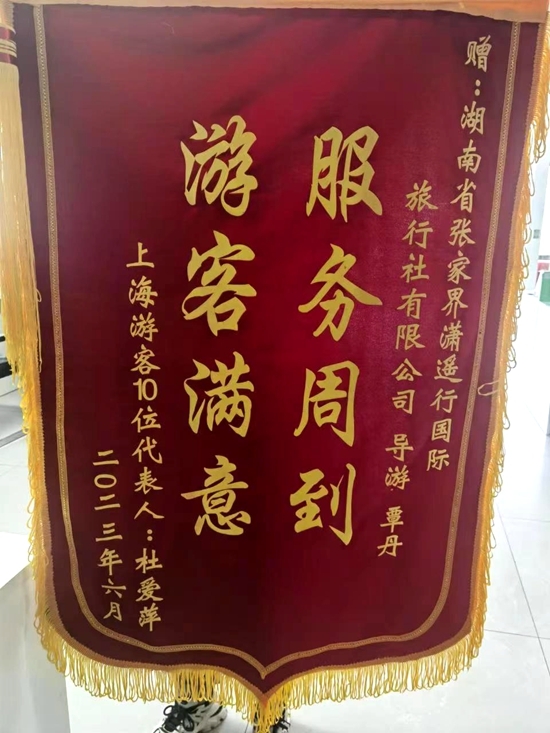 赠：湖南省张家界潇遥行国际
旅行社有限公司 导游：覃丹
服务周到
游客满意
上海游客10位代表人：杜爱萍
二〇二三年六月